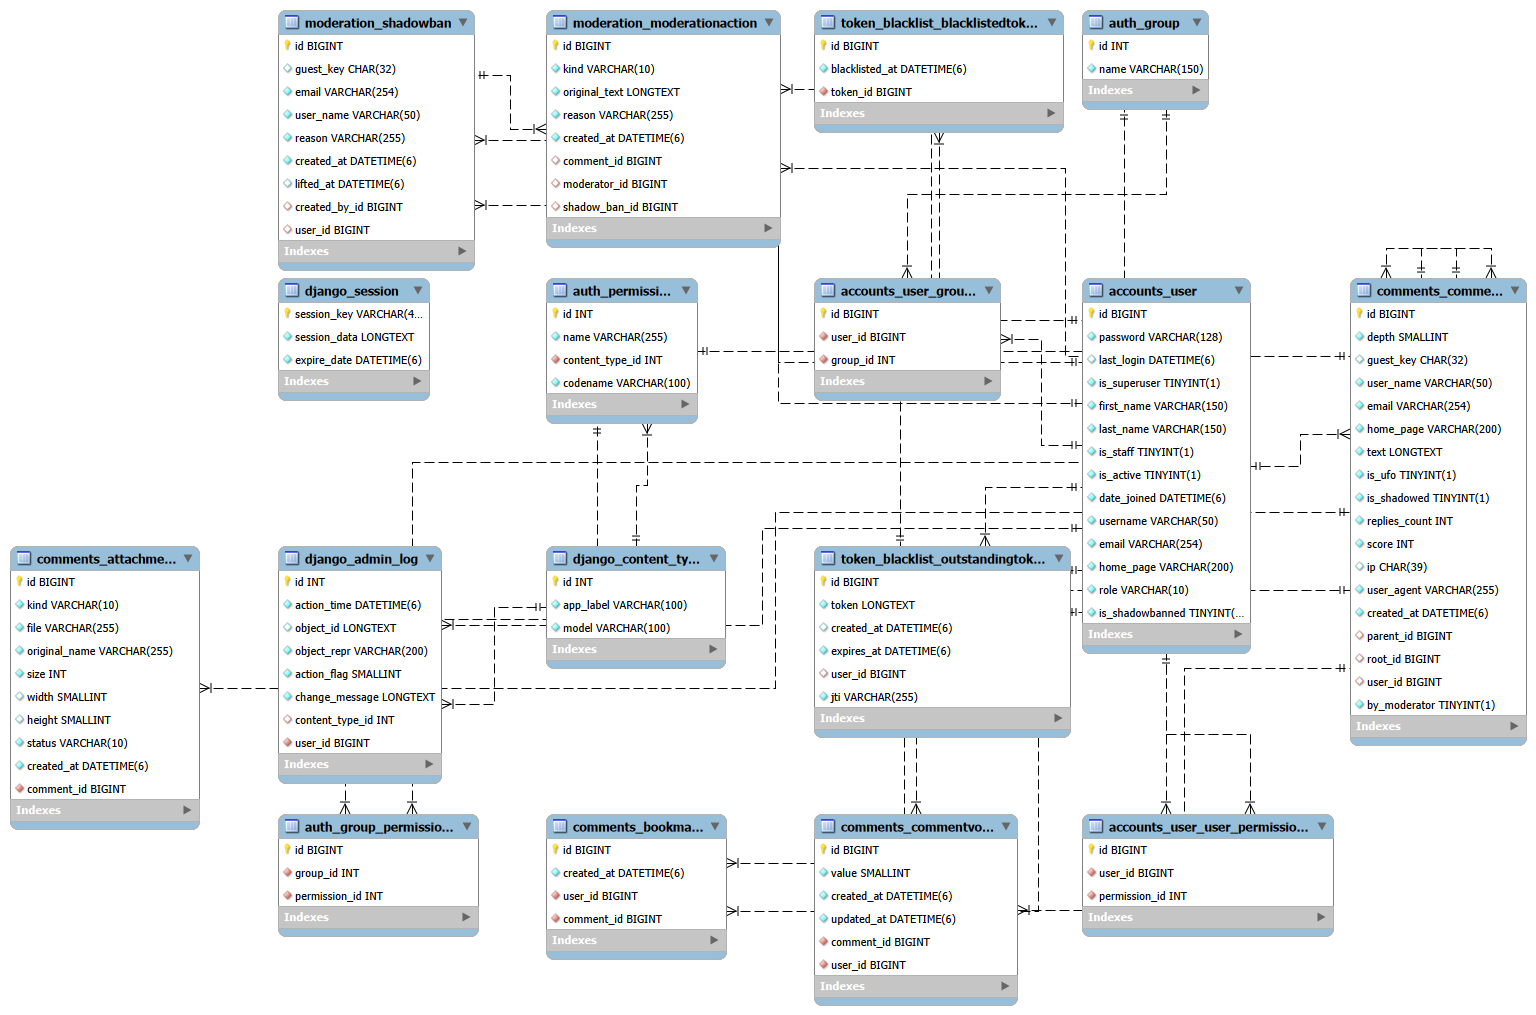 moderation_shadowban
id BIGINT
guest_key CHAR(32)
email VARCHAR(254)
user_name VARCHAR(50)
reason VARCHAR(255)
created_at DATETIME(6)
lifted_at DATETIME(6)
created_by_id BIGINT
user_id BIGINT
Indexes
moderation_moderationaction
id BIGINT
kind VARCHAR(10)
original_text LONGTEXT
reason VARCHAR(255)
created_at DATETIME(6)
comment_id BIGINT
moderator_id BIGINT
shadow_ban_id BIGINT
Indexes
token_blacklist_blacklistedtok...
id BIGINT
blacklisted_at DATETIME(6)
token_id BIGINT
Indexes
auth_group
id INT
name VARCHAR(150)
Indexes
django_session
session_key VARCHAR(4...
session_data LONGTEXT
expire_date DATETIME(6)
Indexes
auth_permissi...
id INT
name VARCHAR(255)
content_type_id INT
codename VARCHAR(100)
Indexes
accounts_user_grou...
id BIGINT
user_id BIGINT
group_id INT
Indexes
accounts_user
id BIGINT
password VARCHAR(128)
last_login DATETIME(6)
is_superuser TINYINT(1)
first_name VARCHAR(150)
last_name VARCHAR(150)
is_staff TINYINT(1)
is_active TINYINT(1)
date_joined DATETIME(6)
username VARCHAR(50)
email VARCHAR(254)
home_page VARCHAR(200)
role VARCHAR(10)
is_shadowbanned TINYINT(...
Indexes
comments_comme...
id BIGINT
depth SMALLINT
guest_key CHAR(32)
user_name VARCHAR(50)
email VARCHAR(254)
home_page VARCHAR(200)
text LONGTEXT
is_ufo TINYINT(1)
is_shadowed TINYINT(1)
replies_count INT
score INT
ip CHAR(39)
user_agent VARCHAR(255)
created_at DATETIME(6)
parent_id BIGINT
root_id BIGINT
user_id BIGINT
by_moderator TINYINT(1)
Indexes
comments_attachme...
id BIGINT
kind VARCHAR(10)
file VARCHAR(255)
original_name VARCHAR(255)
size INT
width SMALLINT
height SMALLINT
status VARCHAR(10)
created_at DATETIME(6)
comment_id BIGINT
Indexes
django_admin_log
id INT
action_time DATETIME(6)
object_id LONGTEXT
object_repr VARCHAR(200)
action_flag SMALLINT
change_message LONGTEXT
content_type_id INT
user_id BIGINT
Indexes
django_content_ty...
id INT
app_label VARCHAR(100)
model VARCHAR(100)
Indexes
token_blacklist_outstandingtok...
id BIGINT
token LONGTEXT
created_at DATETIME(6)
expires_at DATETIME(6)
user_id BIGINT
jti VARCHAR(255)
Indexes
auth_group_permissio...
id BIGINT
group_id INT
permission_id INT
Indexes
comments_bookma...
id BIGINT
created_at DATETIME(6)
user_id BIGINT
comment_id BIGINT
Indexes
comments_commentvo...
id BIGINT
value SMALLINT
created_at DATETIME(6)
updated_at DATETIME(6)
comment_id BIGINT
user_id BIGINT
Indexes
accounts_user_user_permissio...
id BIGINT
user_id BIGINT
permission_id INT
Indexes